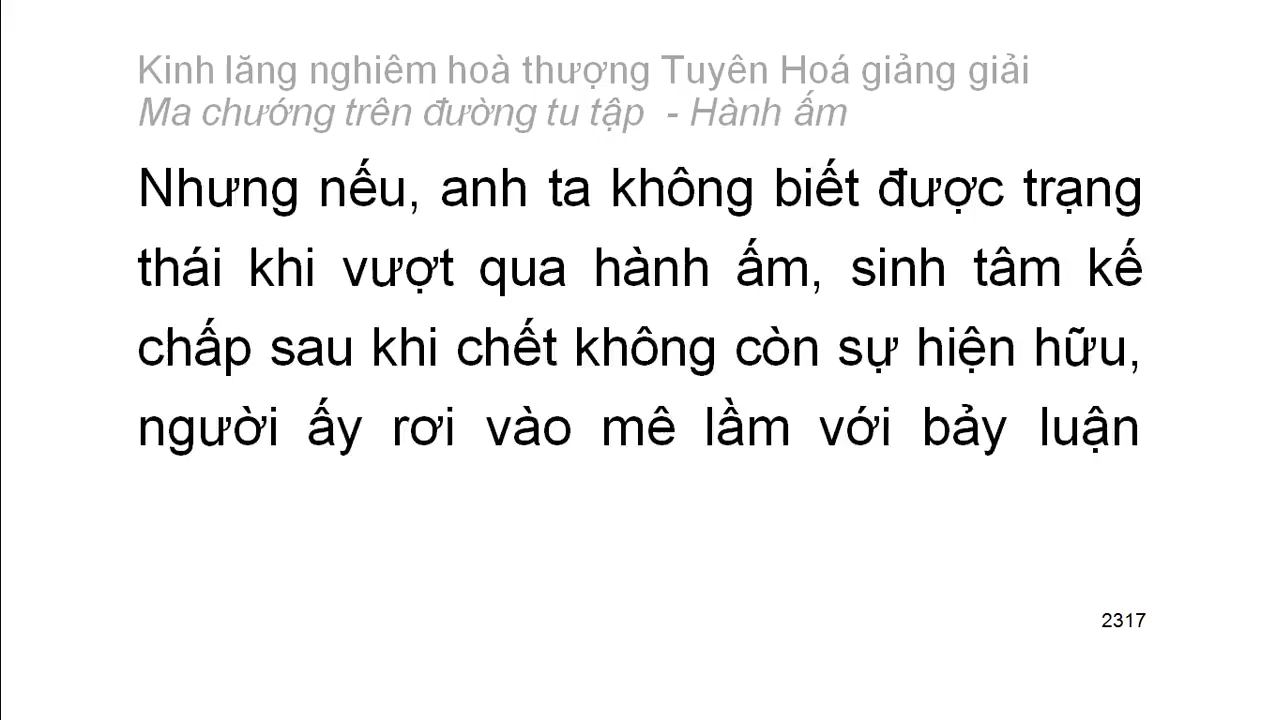 Kinh lăng nghiêm hoà thượng Tuyên Hoá giảng giải
Ma chướng trên đường tu tập - Hành ấm
Nhưng nếu, anh ta không biết được trạng
thái khi vượt qua hành ấm, sinh tâm kế
chấp sau khi chết không còn sự hiện hữu,
người ấy rơi vào mê lầm với bảy luận
2317